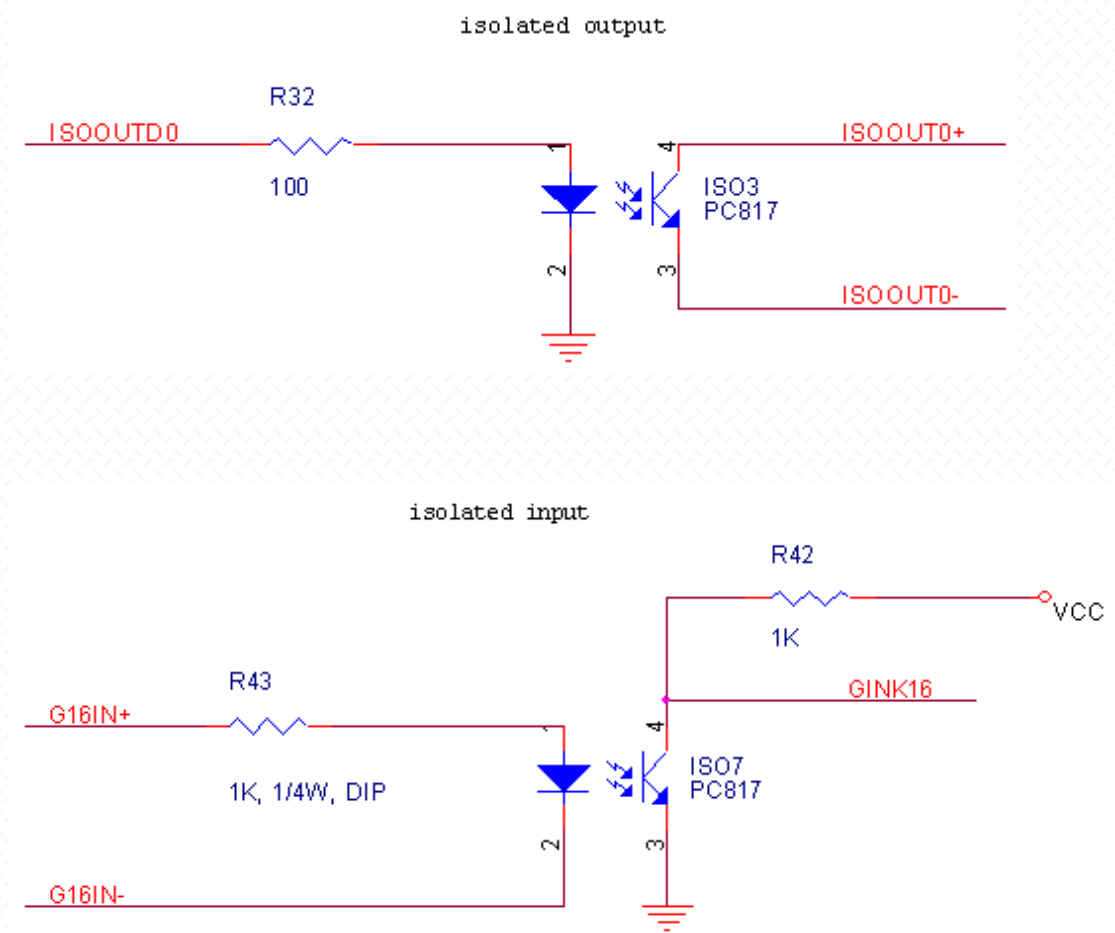 isolated output
R32
ISOOUTD0
100
1
2
4
3
ISOOUT0+
ISO3
PC817
ISOOUT0-
isolated input
R42
VCC
1K
R43
GINK16
G16IN+
1K, 1/4W, DIP
1
2
4
3
ISO7
PC817
G16IN-